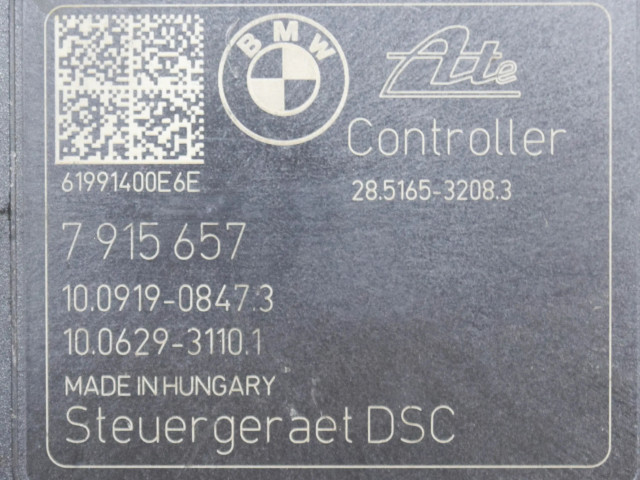 BMW
Ate
Controller
61991400E6E
28.5165-3208.3
7 915 657
10.0919-0847.3
10.0629-3110.1
MADE IN HUNGARY
Steuergeraet DSC